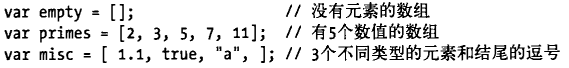 var empty = [];               // 没有元素的数组
var primes = [2, 3, 5, 7, 11]; // 有5个数值的数组
var misc = [ 1.1, true, "a", ]; // 3个不同类型的元素和结尾的逗号